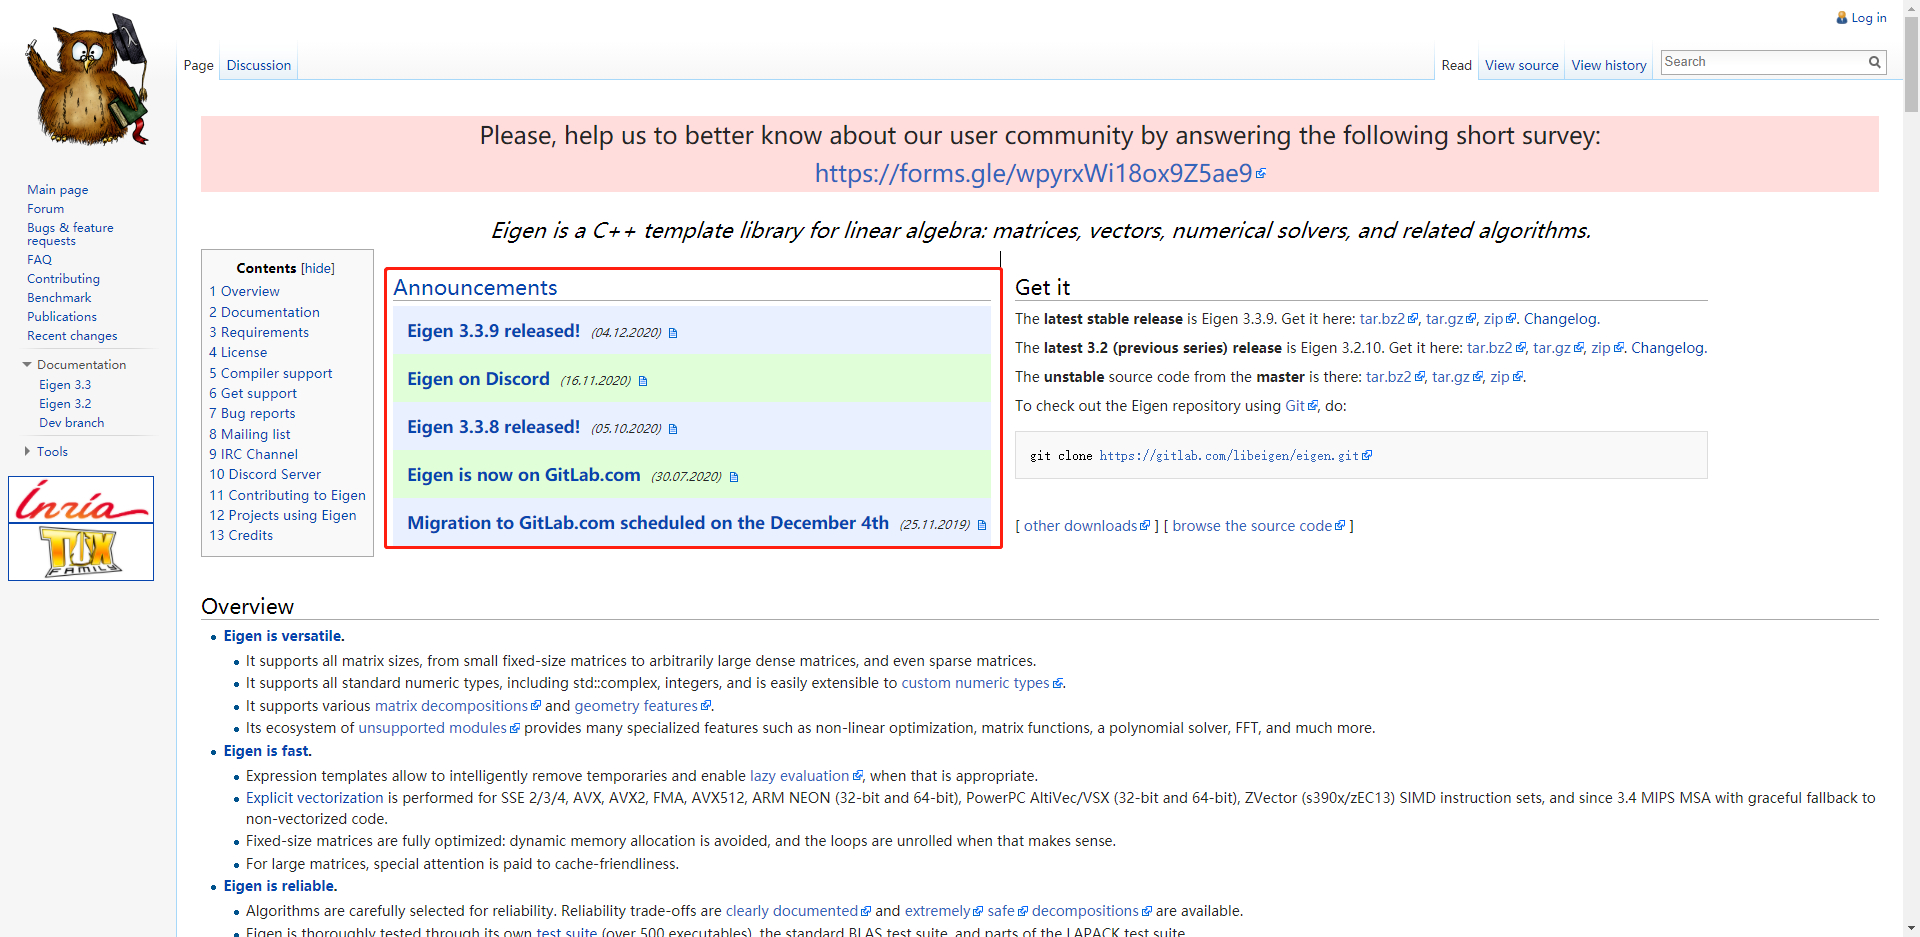 Log in
Page
Discussion
Read
View source
View history
Search
Please, help us to better know about our user community by answering the following short survey:
https://forms.gle/wpyrxWi18ox9Z5ae9
Eigen is a C++ template library for linear algebra: matrices, vectors, numerical solvers, and related algorithms.
Main page
Forum
Bugs & feature
requests
FAQ
Contributing
Benchmark
Publications
Recent changes
Documentation
Eigen 3.3
Eigen 3.2
Dev branch
Tools
Inria
TUX
FAMILY
Contents [hide]
1 Overview
2 Documentation
3 Requirements
4 License
5 Compiler support
6 Get support
7 Bug reports
8 Mailing list
9 IRC Channel
10 Discord Server
11 Contributing to Eigen
12 Projects using Eigen
13 Credits
Announcements
Eigen 3.3.9 released! (04.12.2020)
Eigen on Discord (16.11.2020)
Eigen 3.3.8 released! (05.10.2020)
Eigen is now on GitLab.com (30.07.2020)
Migration to GitLab.com scheduled on the December 4th (25.11.2019)
Get it
The latest stable release is Eigen 3.3.9. Get it here: tar.bz2, tar.gz, zip. Changelog.
The latest 3.2 (previous series) release is Eigen 3.2.10. Get it here: tar.bz2, tar.gz, zip. Changelog.
The unstable source code from the master is there: tar.bz2, tar.gz, zip.
To check out the Eigen repository using Git, do:
git clone https://gitlab.com/libeigen/eigen.git
[ other downloads ] [ browse the source code ]
Overview
Eigen is versatile.
It supports all matrix sizes, from small fixed-size matrices to arbitrarily large dense matrices, and even sparse matrices.
It supports all standard numeric types, including std::complex, integers, and is easily extensible to custom numeric types.
It supports various matrix decompositions and geometry features.
Its ecosystem of unsupported modules provides many specialized features such as non-linear optimization, matrix functions, a polynomial solver, FFT, and much more.
Eigen is fast.
Expression templates allow to intelligently remove temporaries and enable lazy evaluation, when that is appropriate.
Explicit vectorization is performed for SSE 2/3/4, AVX, AVX2, FMA, AVX512, ARM NEON (32-bit and 64-bit), PowerPC AltiVec/VSX (32-bit and 64-bit), ZVector (s390x/zEC13) SIMD instruction sets, and since 3.4 MIPS MSA with graceful fallback to
non-vectorized code.
Fixed-size matrices are fully optimized: dynamic memory allocation is avoided, and the loops are unrolled when that makes sense.
For large matrices, special attention is paid to cache-friendliness.
Eigen is reliable.
Algorithms are carefully selected for reliability. Reliability trade-offs are clearly documented and extremely safe decompositions are available.
Eigen is thoroughly tested through its own test suite (over 500 executables), the standard BLAS test suite, and parts of the LAPACK test suite.